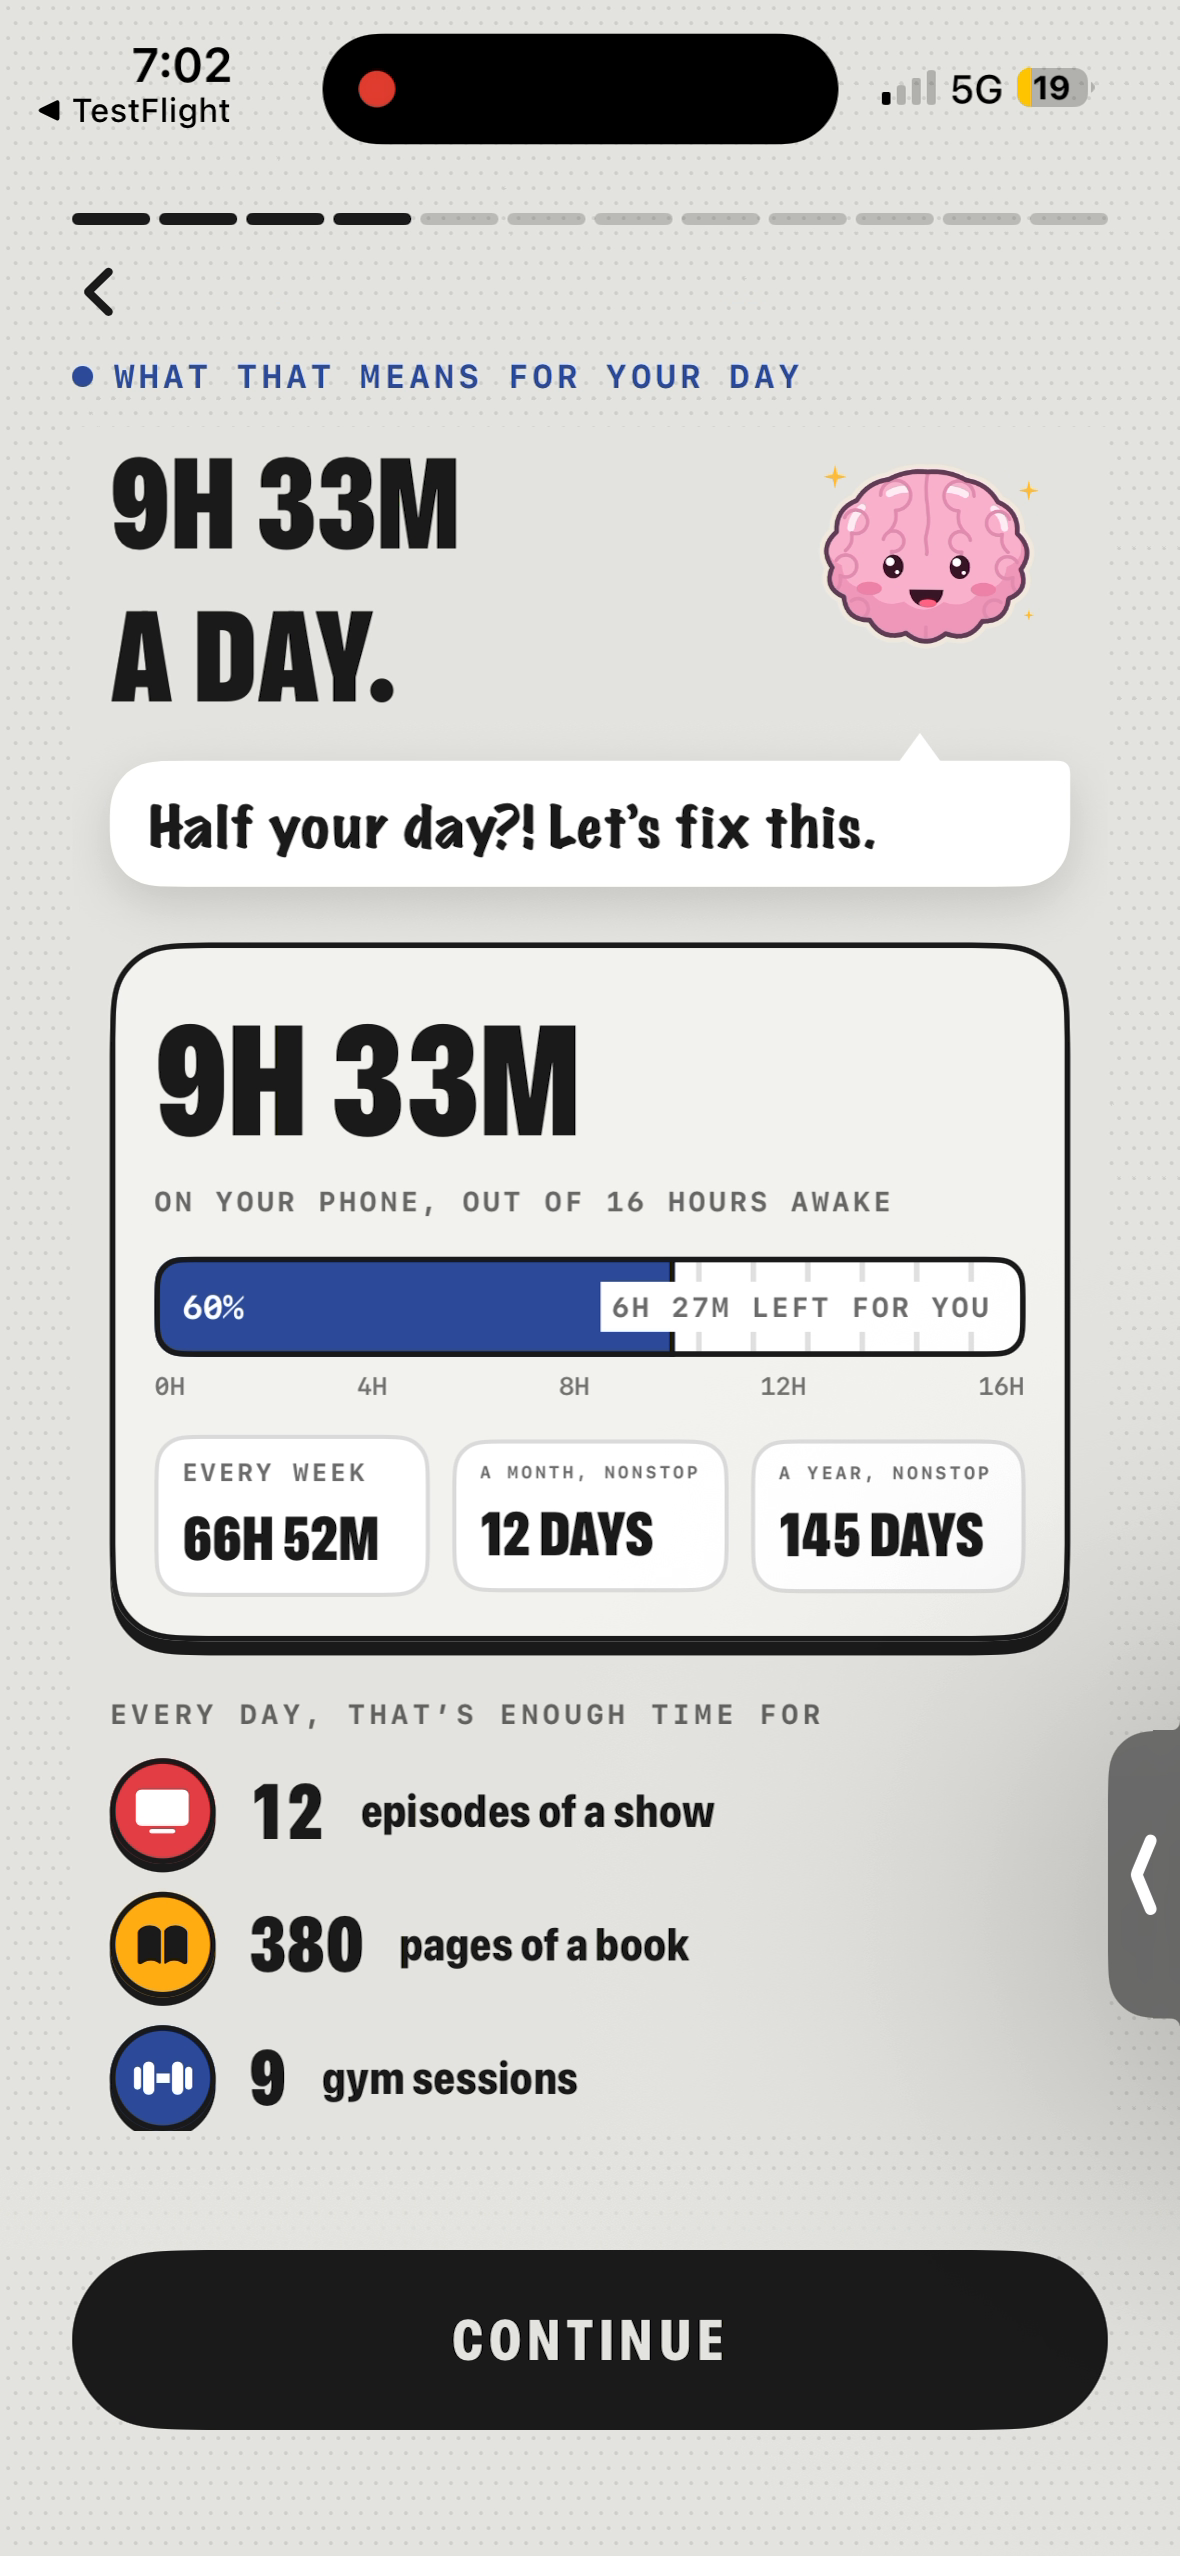 7:02
TestFlight
5G
19
WHAT THAT MEANS FOR YOUR DAY
9H 33M
A DAY.
Half your day?! Let’s fix this.
9H 33M
ON YOUR PHONE, OUT OF 16 HOURS AWAKE
60%
6H 27M LEFT FOR YOU
0H 4H 8H 12H 16H
EVERY WEEK
66H 52M
A MONTH, NONSTOP
12 DAYS
A YEAR, NONSTOP
145 DAYS
EVERY DAY, THAT’S ENOUGH TIME FOR
12 episodes of a show
380 pages of a book
9 gym sessions
CONTINUE